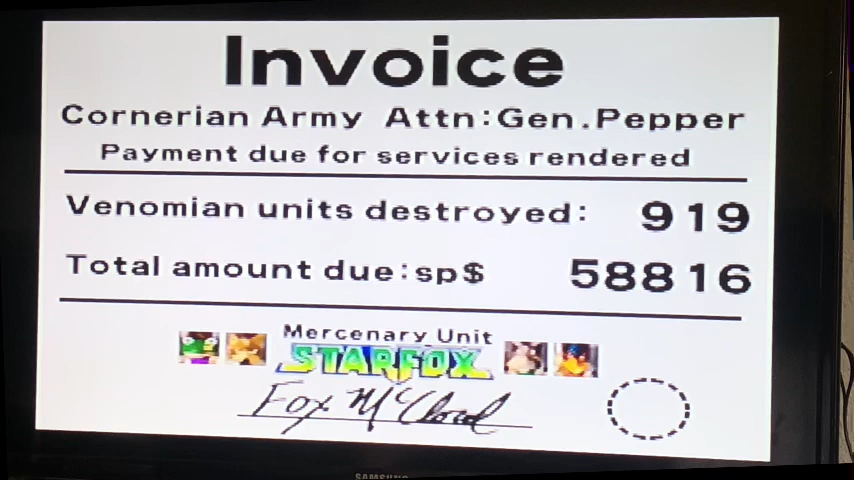 Invoice
Cornerian Army Attn:Gen.Pepper
Payment due for services rendered
Venomian units destroyed: 919
Total amount due:sp$ 58816
Mercenary Unit
STARFOX
Fox McCloud
SAMSUNG